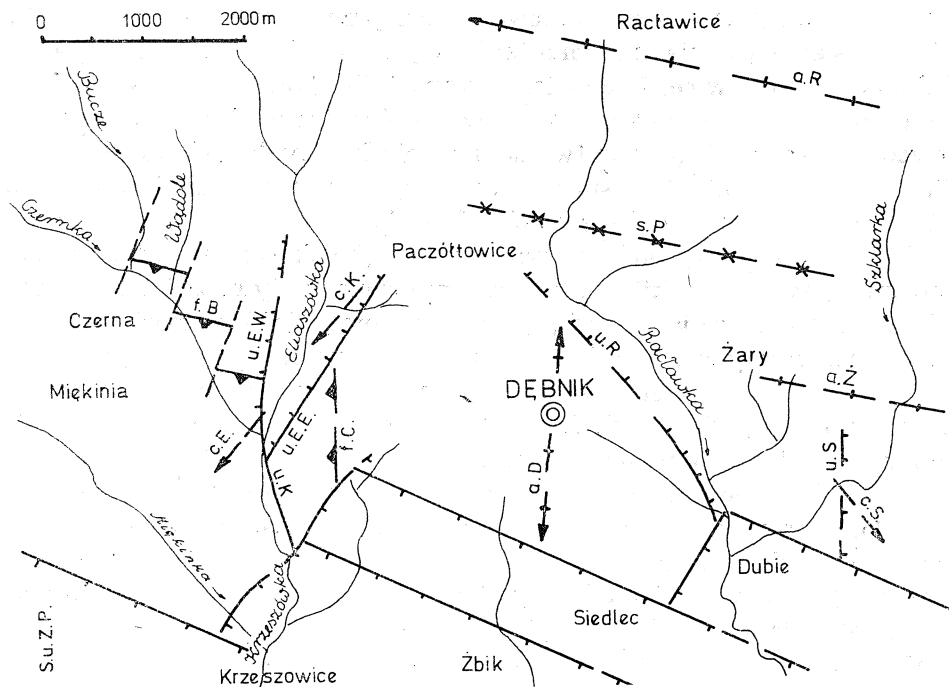 0 1000 2000 m
Racławice
a.R
Bucze
Wądole
Czernka
s.P
Szklarka
Paczółtowice
Eliaszówka
c.K.
Czerna
f.B
u.E.W.
u.R
Racławka
Żary
a.Ż
DĘBNIK
Miękinia
c.E.
u.E.E.
f.C.
u.K
a.D
u.S
c.S.
Miękinka
Dubie
Krzeszówka
Siedlec
S.u.Z.P.
Krzeszowice
Żbik